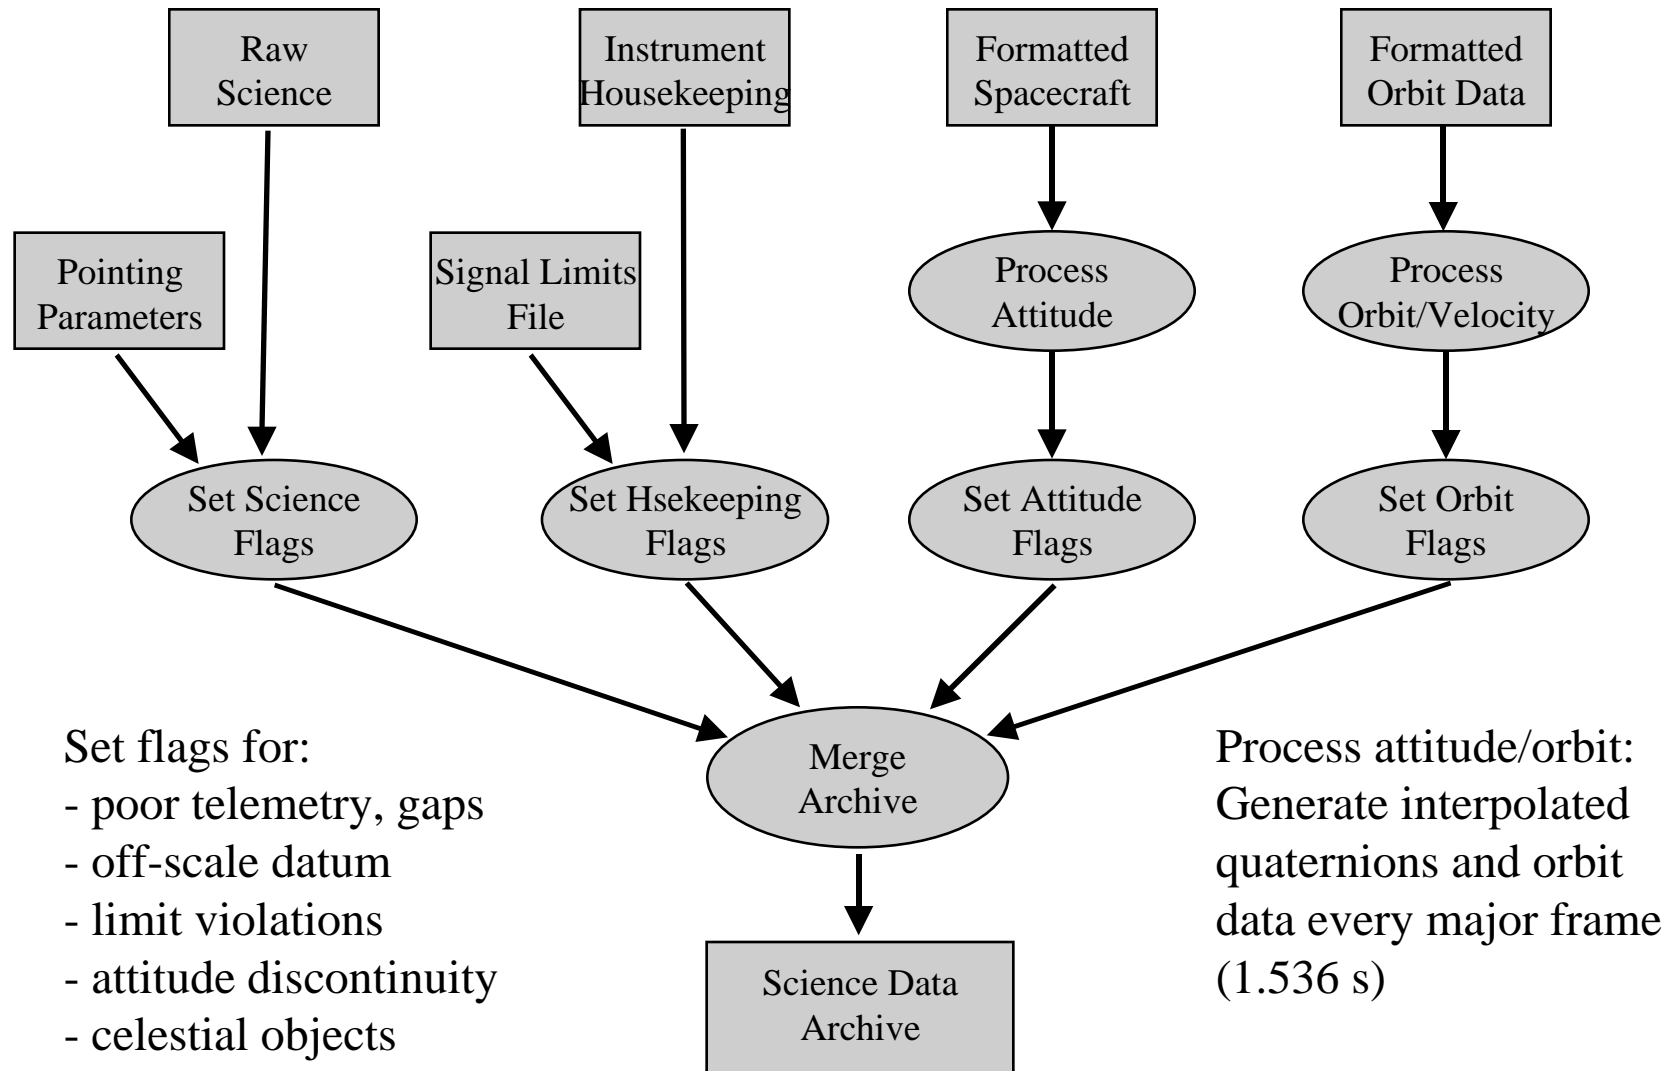 Raw
Science
Instrument
Housekeeping
Formatted
Spacecraft
Formatted
Orbit Data
Pointing
Parameters
Signal Limits
File
Process
Attitude
Process
Orbit/Velocity
Set Science
Flags
Set Hsekeeping
Flags
Set Attitude
Flags
Set Orbit
Flags
Merge
Archive
Set flags for:
- poor telemetry, gaps
- off-scale datum
- limit violations
- attitude discontinuity
- celestial objects
Process attitude/orbit:
Generate interpolated
quaternions and orbit
data every major frame
(1.536 s)
Science Data
Archive